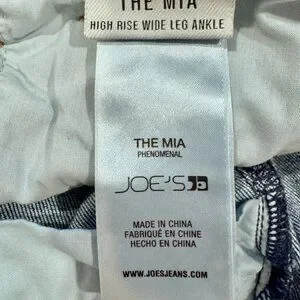 THE MIA
HIGH RISE WIDE LEG ANKLE
THE MIA
PHENOMENAL
JOE'S
MADE IN CHINA
FABRIQUÉ EN CHINE
HECHO EN CHINA
WWW.JOESJEANS.COM